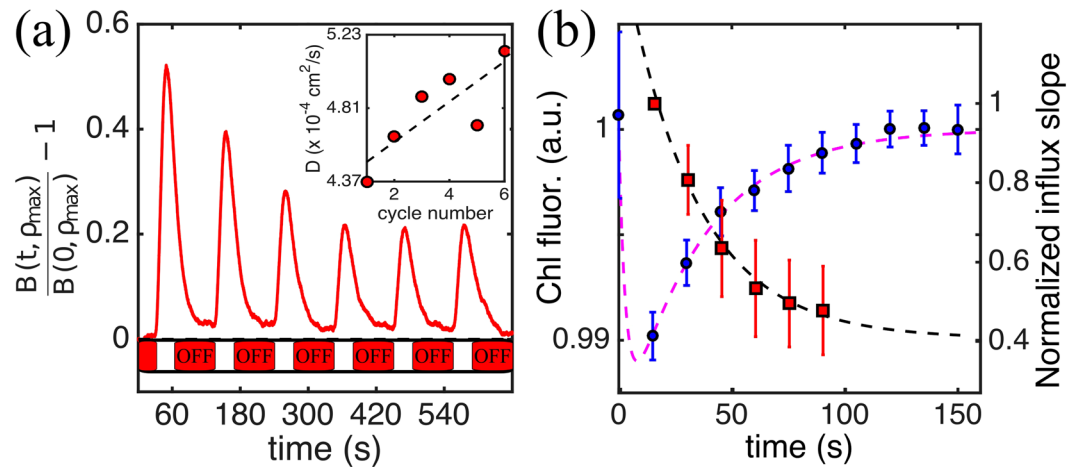 (a)
0.6
0.4
0.2
0
B(t, ρmax)
B(0, ρmax)
− 1
5.23
4.81
4.37
D (x 10⁻⁴ cm²/s)
2 4 6
cycle number
OFF OFF OFF OFF OFF OFF
60 180 300 420 540
time (s)
(b)
1
0.99
Chl fluor. (a.u.)
1
0.8
0.6
0.4
Normalized influx slope
0 50 100 150
time (s)